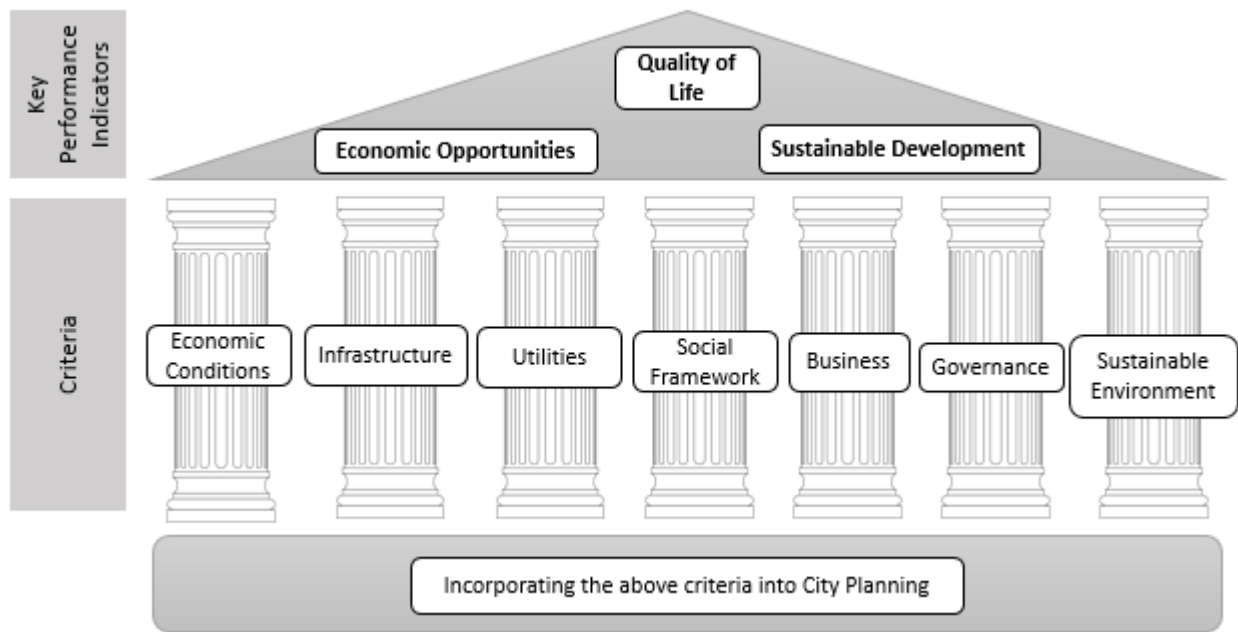 Key
Performance
Indicators
Quality of
Life
Economic Opportunities
Sustainable Development
Criteria
Economic
Conditions
Infrastructure
Utilities
Social
Framework
Business
Governance
Sustainable
Environment
Incorporating the above criteria into City Planning